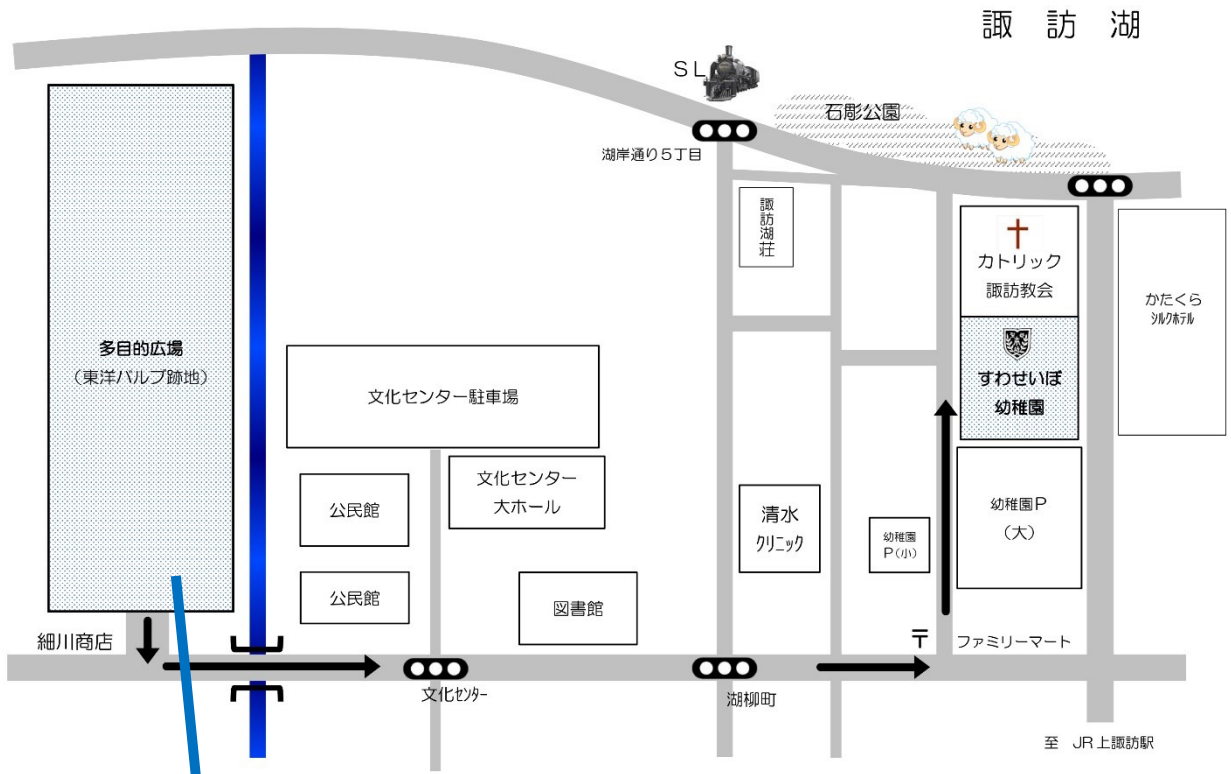 諏訪湖
SL
石彫公園
湖岸通り5丁目
諏訪湖荘
カトリック
諏訪教会
かたくら
ｼﾙｸﾎﾃﾙ
多目的広場
（東洋バルブ跡地）
すわせいぼ
幼稚園
文化センター駐車場
文化センター
大ホール
公民館
清水
ｸﾘﾆｯｸ
幼稚園P
（大）
幼稚園
P（小）
公民館
図書館
細川商店
〒
ファミリーマート
文化ｾﾝﾀｰ
湖柳町
至　JR上諏訪駅